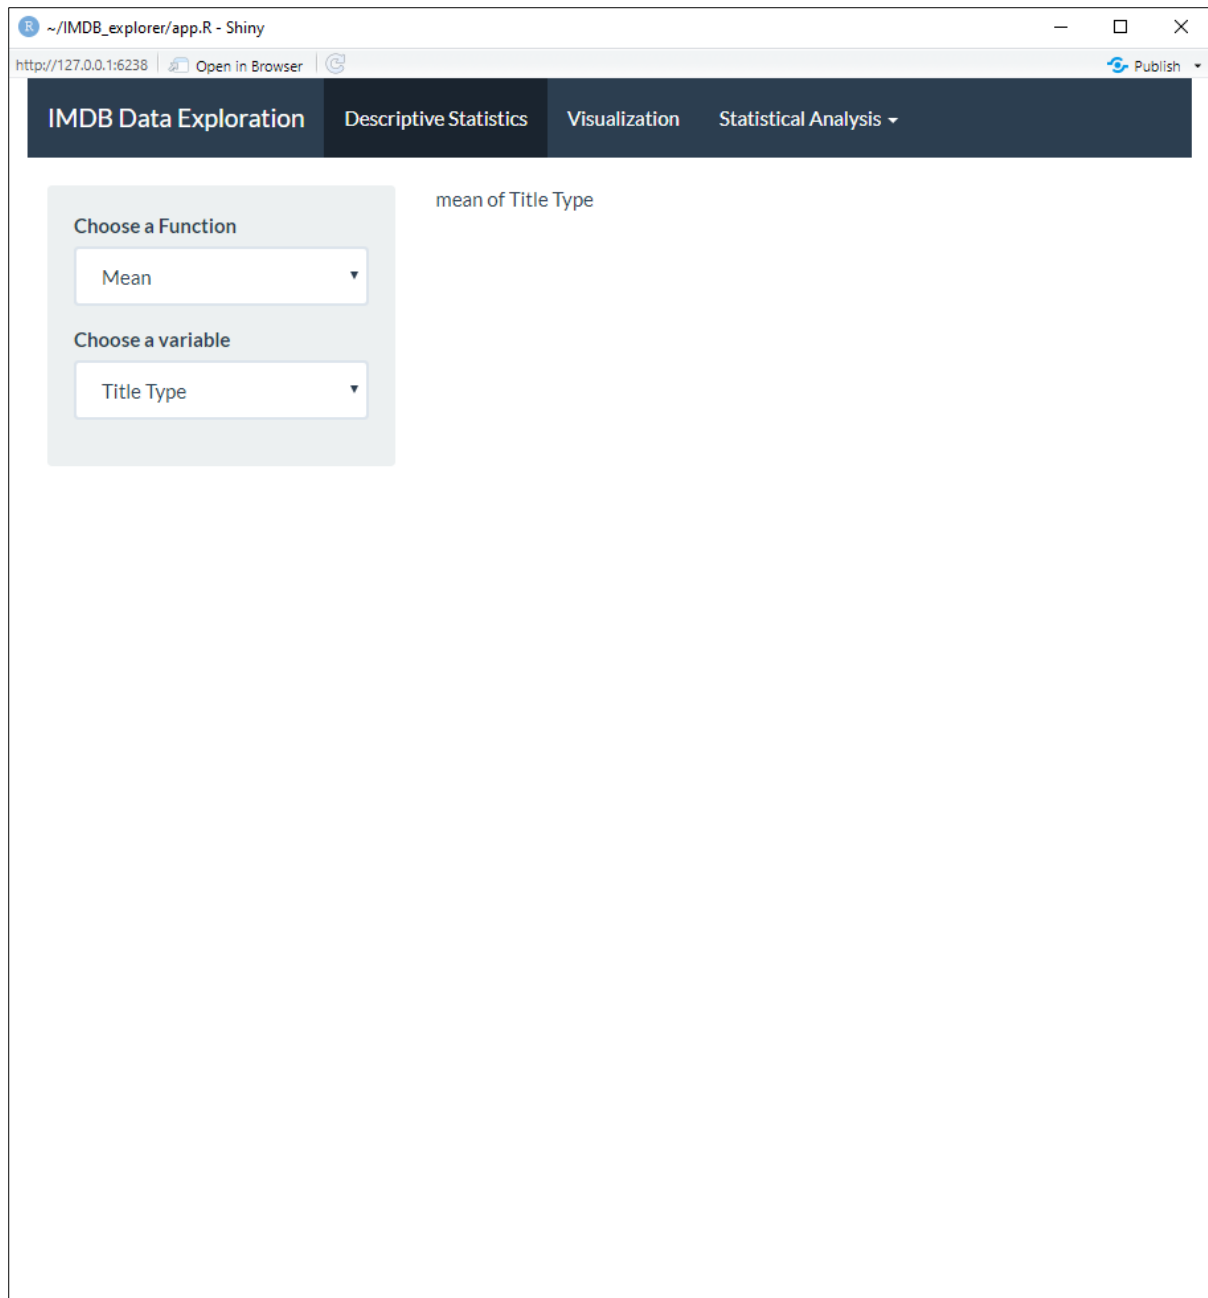 R ~/IMDB_explorer/app.R - Shiny
http://127.0.0.1:6238 Open in Browser Publish
IMDB Data Exploration Descriptive Statistics Visualization Statistical Analysis
Choose a Function
Mean
Choose a variable
Title Type
mean of Title Type